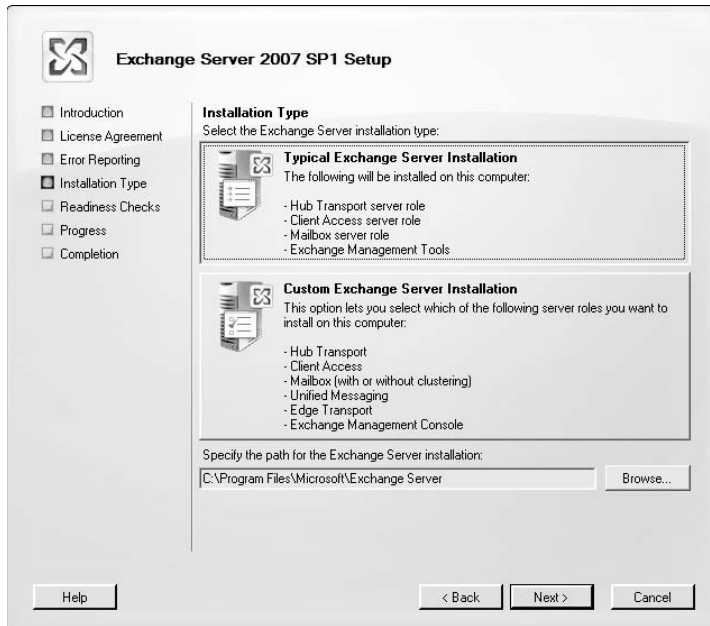 Exchange Server 2007 SP1 Setup
Introduction
License Agreement
Error Reporting
Installation Type
Readiness Checks
Progress
Completion
Installation Type
Select the Exchange Server installation type:
Typical Exchange Server Installation
The following will be installed on this computer:
- Hub Transport server role
- Client Access server role
- Mailbox server role
- Exchange Management Tools
Custom Exchange Server Installation
This option lets you select which of the following server roles you want to
install on this computer:
- Hub Transport
- Client Access
- Mailbox (with or without clustering)
- Unified Messaging
- Edge Transport
- Exchange Management Console
Specify the path for the Exchange Server installation:
C:\Program Files\Microsoft\Exchange Server
Browse...
Help
< Back
Next >
Cancel